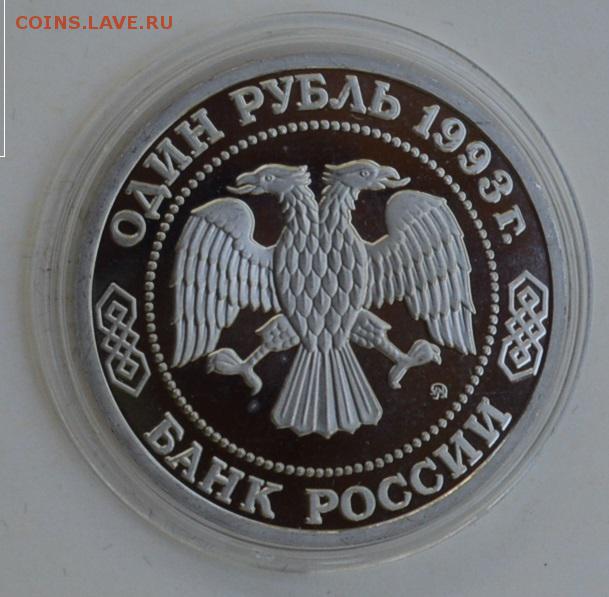 COINS.LAVE.RU
ОДИН РУБЛЬ 1993 г.
БАНК РОССИИ